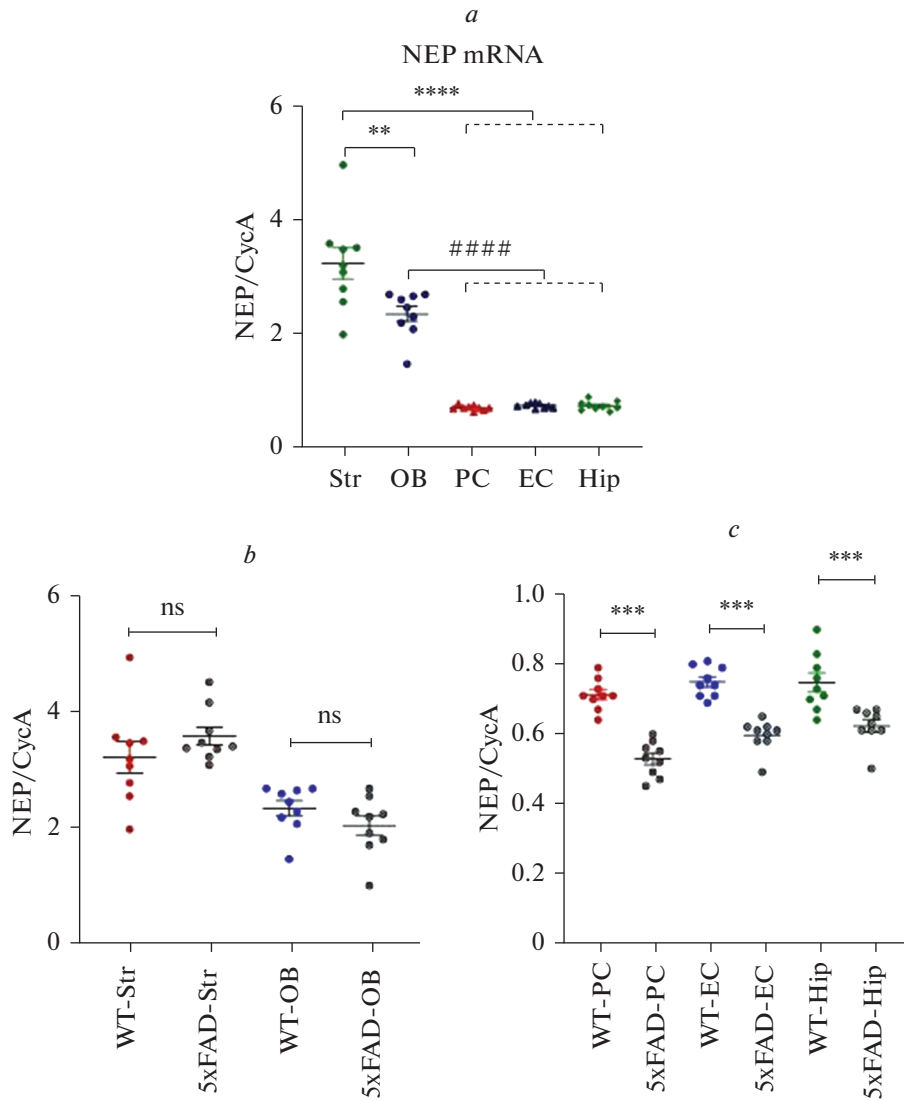 a
NEP mRNA
NEP/CycA
6
4
2
0
****
**
####
Str OB PC EC Hip
b
NEP/CycA
6
4
2
0
ns
ns
WT-Str
5xFAD-Str
WT-OB
5xFAD-OB
c
NEP/CycA
1.0
0.8
0.6
0.4
0.2
0
***
***
***
WT-PC
5xFAD-PC
WT-EC
5xFAD-EC
WT-Hip
5xFAD-Hip